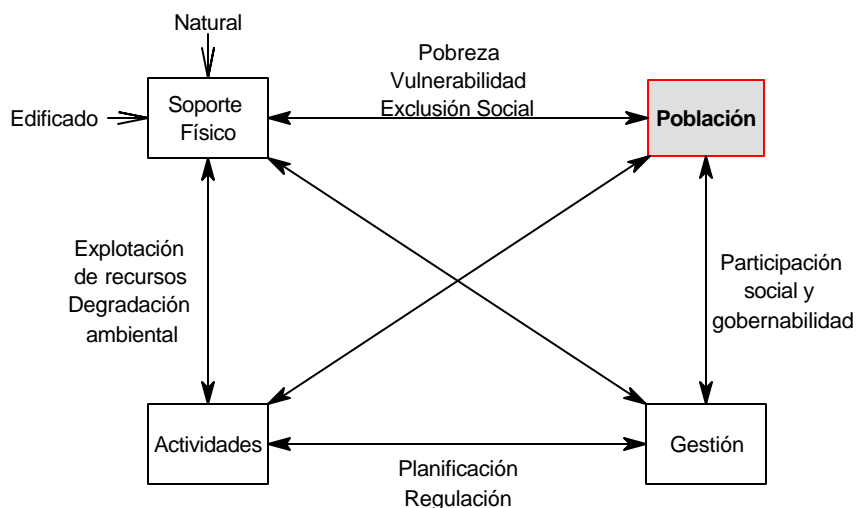 Natural
Pobreza
Vulnerabilidad
Exclusión Social
Edificado
Soporte
Físico
Población
Explotación
de recursos
Degradación
ambiental
Participación
social y
gobernabilidad
Actividades
Gestión
Planificación
Regulación